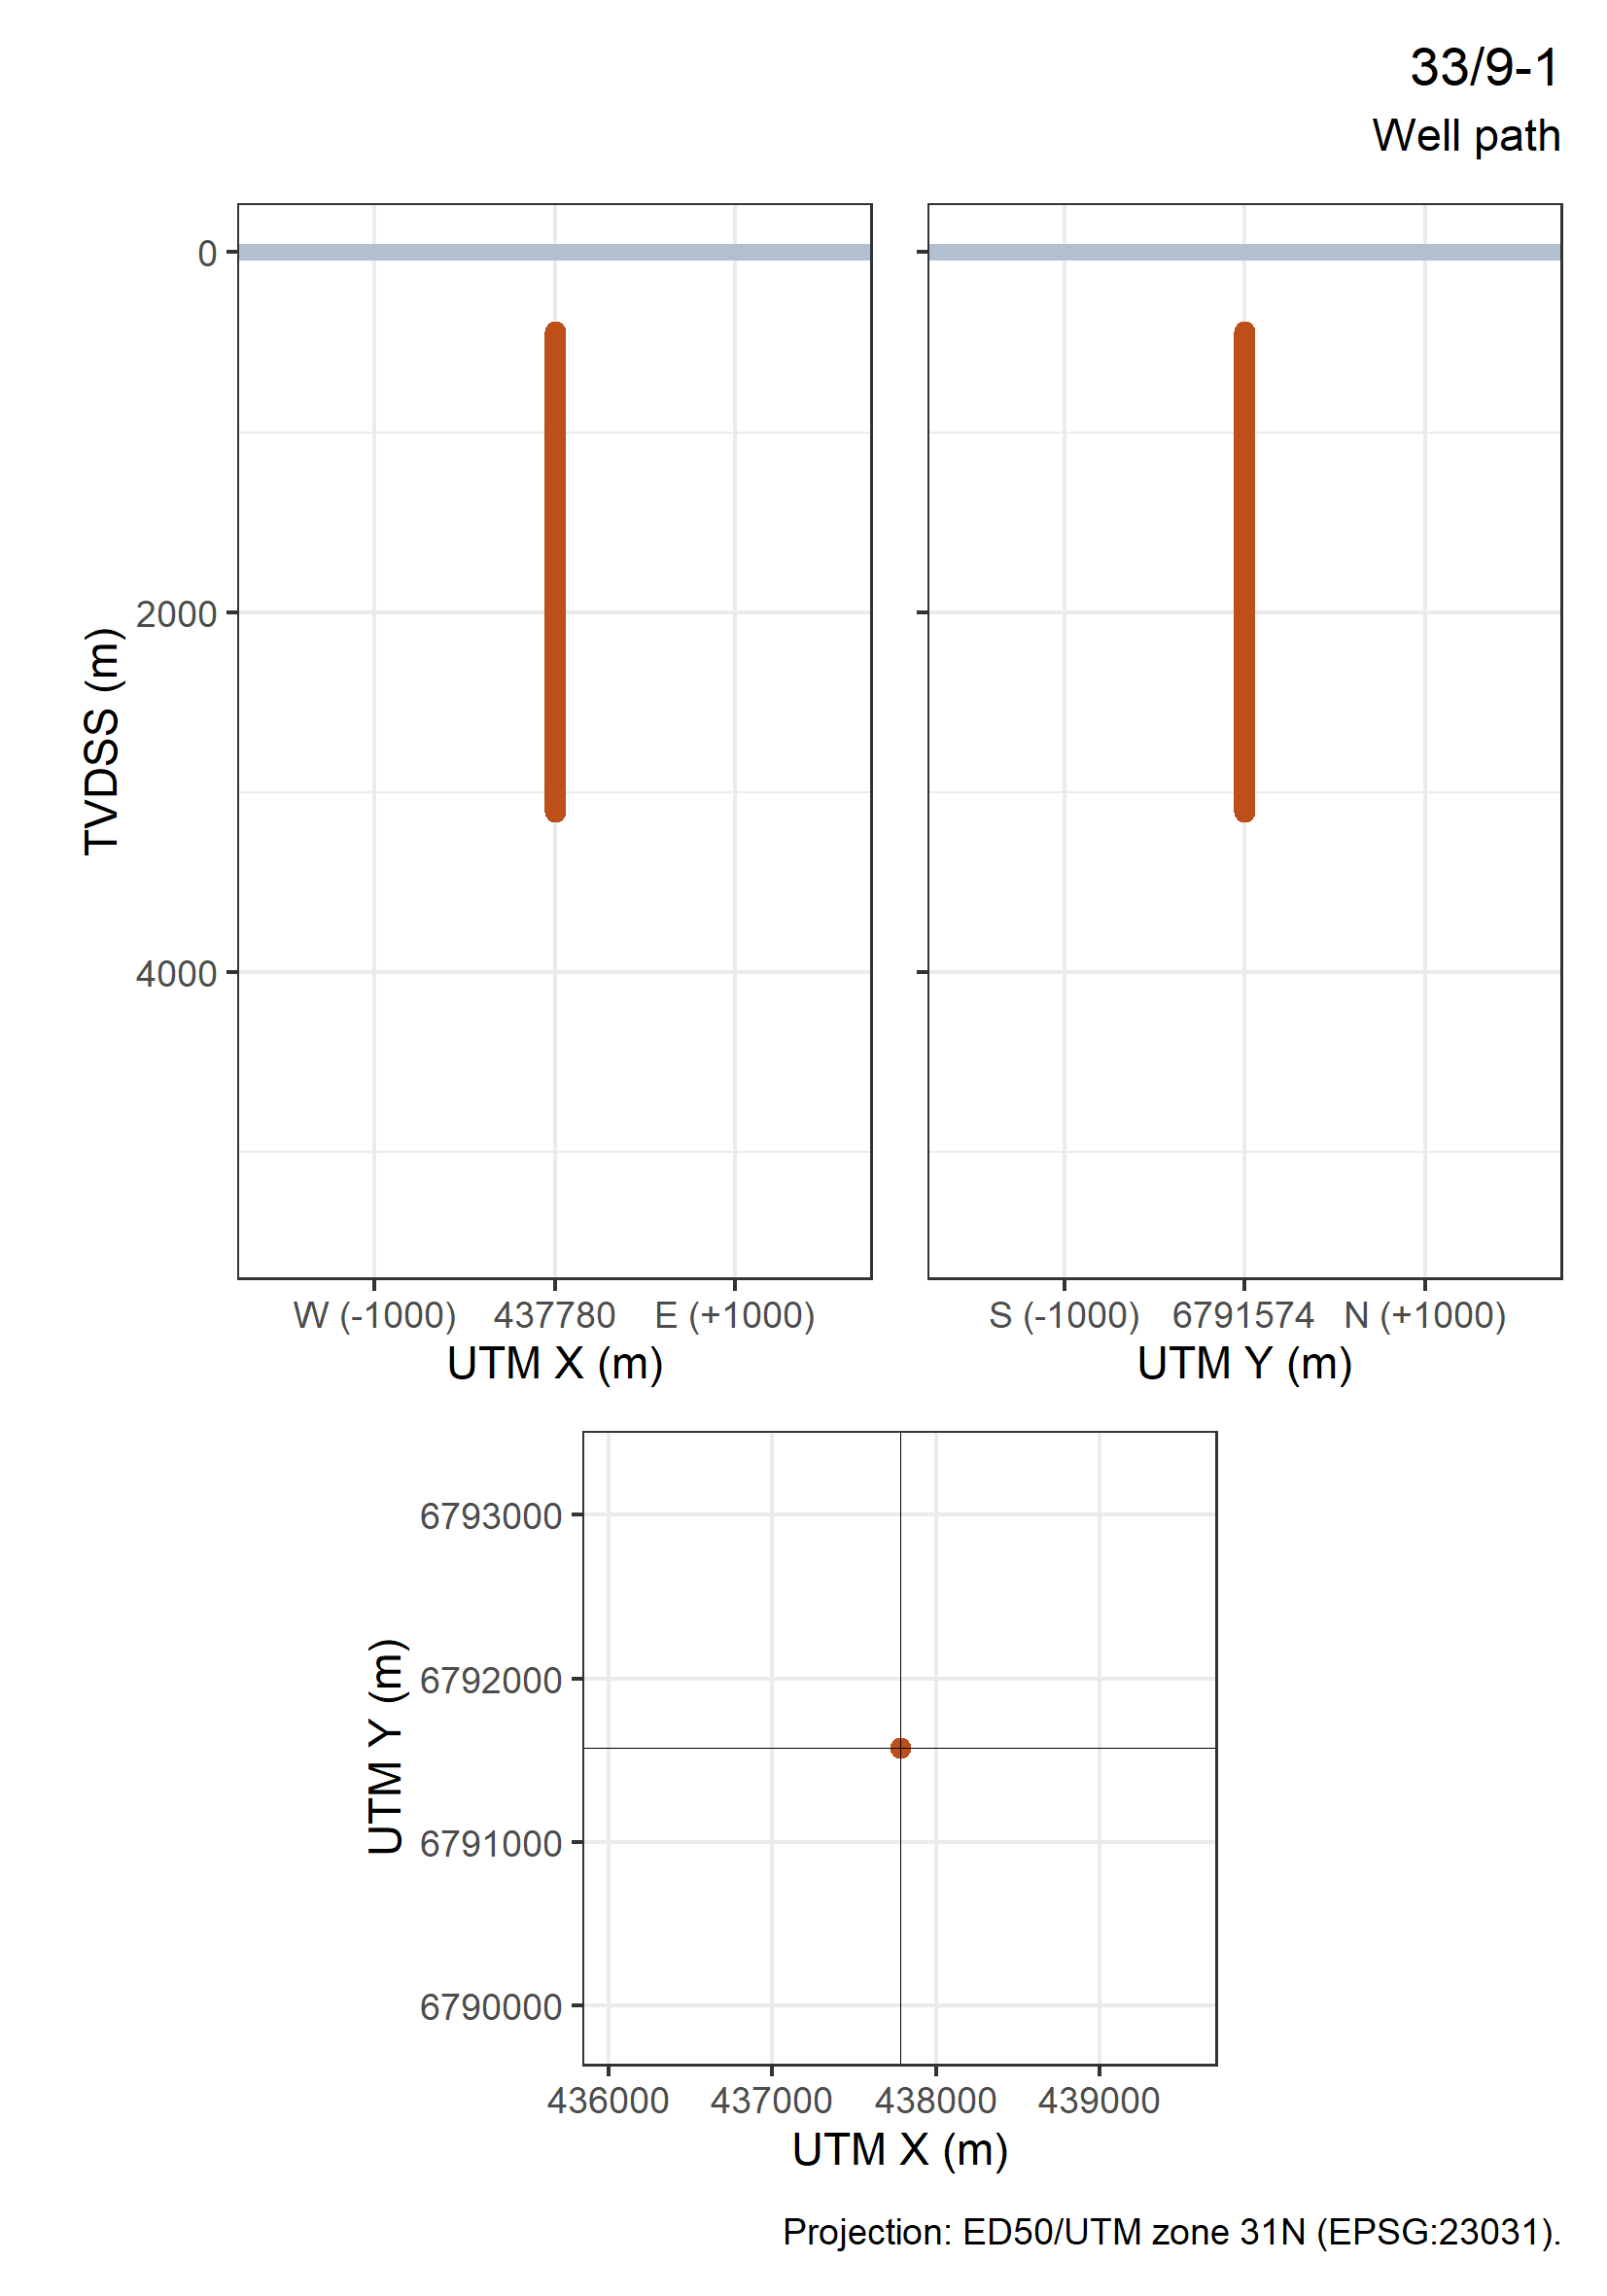 33/9-1
Well path
TVDSS (m)
0
2000
4000
W (-1000) 437780 E (+1000)
UTM X (m)
S (-1000) 6791574 N (+1000)
UTM Y (m)
UTM Y (m)
6793000
6792000
6791000
6790000
436000 437000 438000 439000
UTM X (m)
Projection: ED50/UTM zone 31N (EPSG:23031).